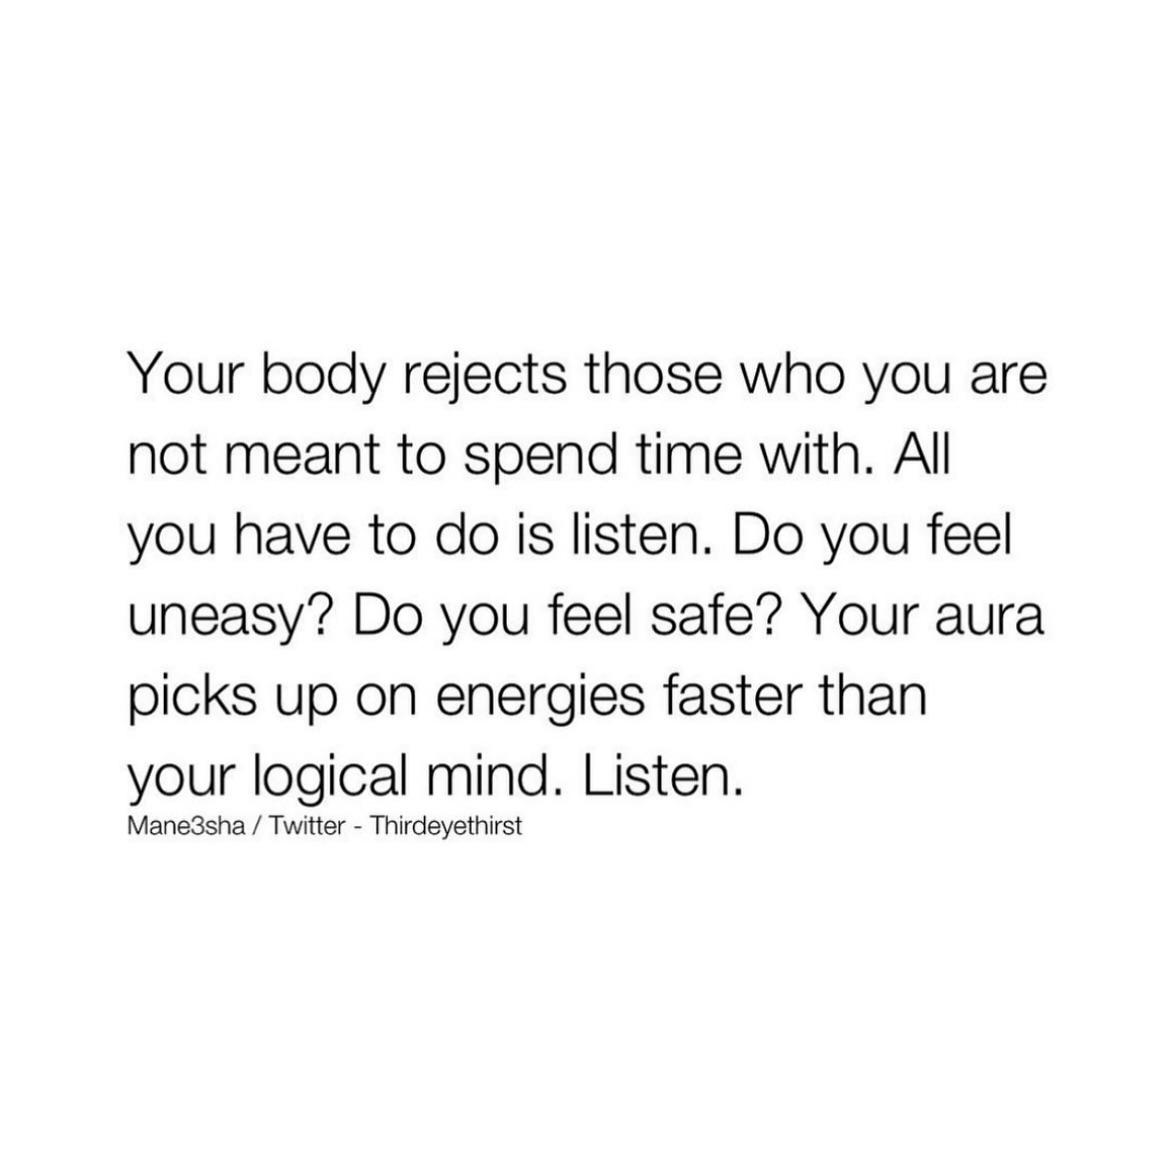 Your body rejects those who you are
not meant to spend time with. All
you have to do is listen. Do you feel
uneasy? Do you feel safe? Your aura
picks up on energies faster than
your logical mind. Listen.
Mane3sha / Twitter - Thirdeyethirst